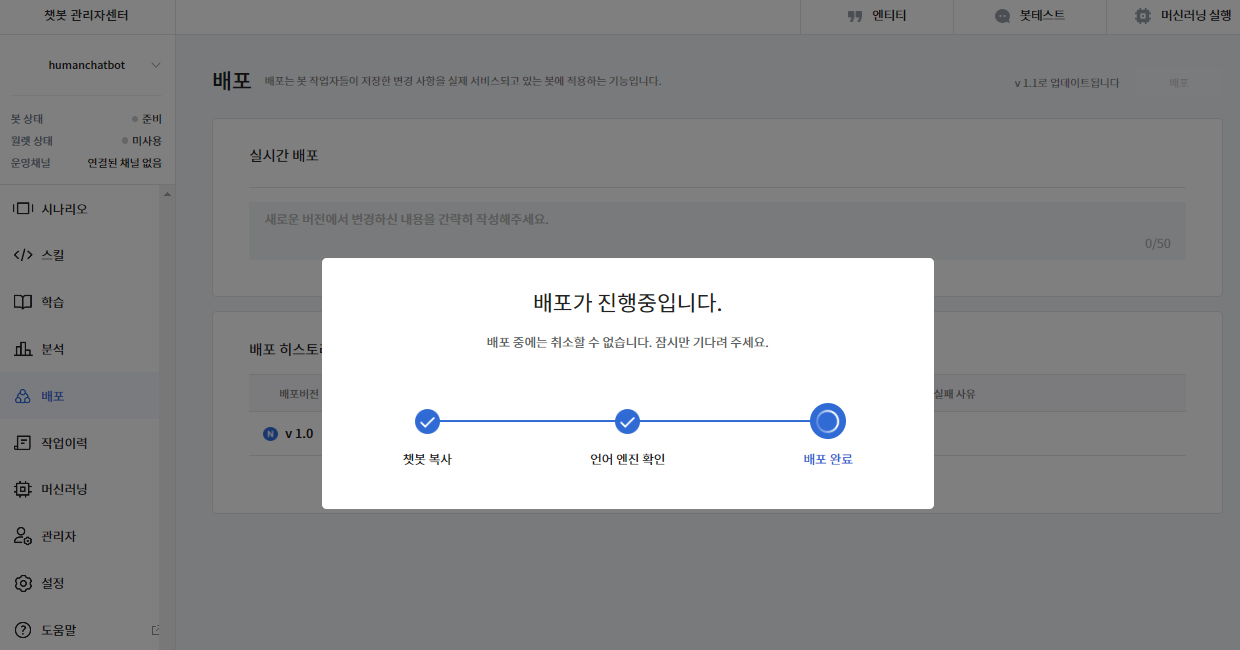 챗봇 관리자센터
엔티티
봇테스트
머신러닝 실행
humanchatbot
봇 상태
준비
월렛 상태
미사용
운영채널
연결된 채널 없음
시나리오
스킬
학습
분석
배포
작업이력
머신러닝
관리자
설정
도움말
배포
배포는 봇 작업자들이 저장한 변경 사항을 실제 서비스되고 있는 봇에 적용하는 기능입니다.
v 1.1로 업데이트됩니다
배포
실시간 배포
새로운 버전에서 변경하신 내용을 간략히 작성해주세요.
0/50
배포 히스토리
배포버전
실패 사유
N
v 1.0
배포가 진행중입니다.
배포 중에는 취소할 수 없습니다. 잠시만 기다려 주세요.
챗봇 복사
언어 엔진 확인
배포 완료